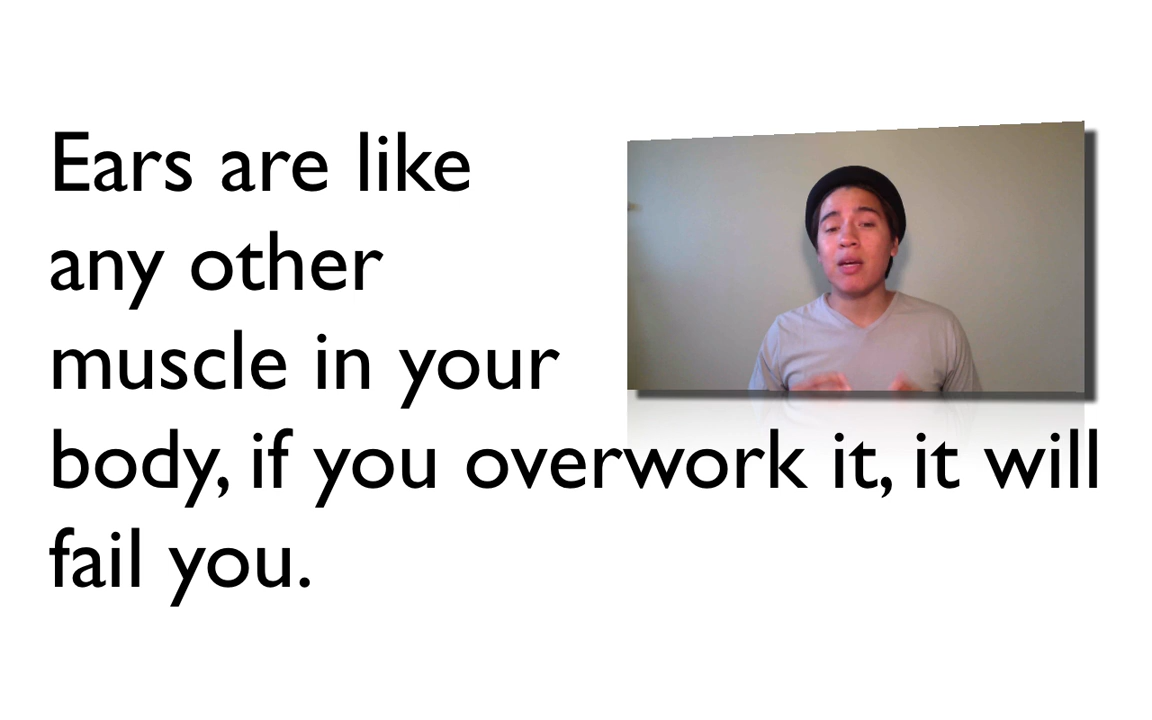 Ears are like
any other
muscle in your
body, if you overwork it, it will
fail you.